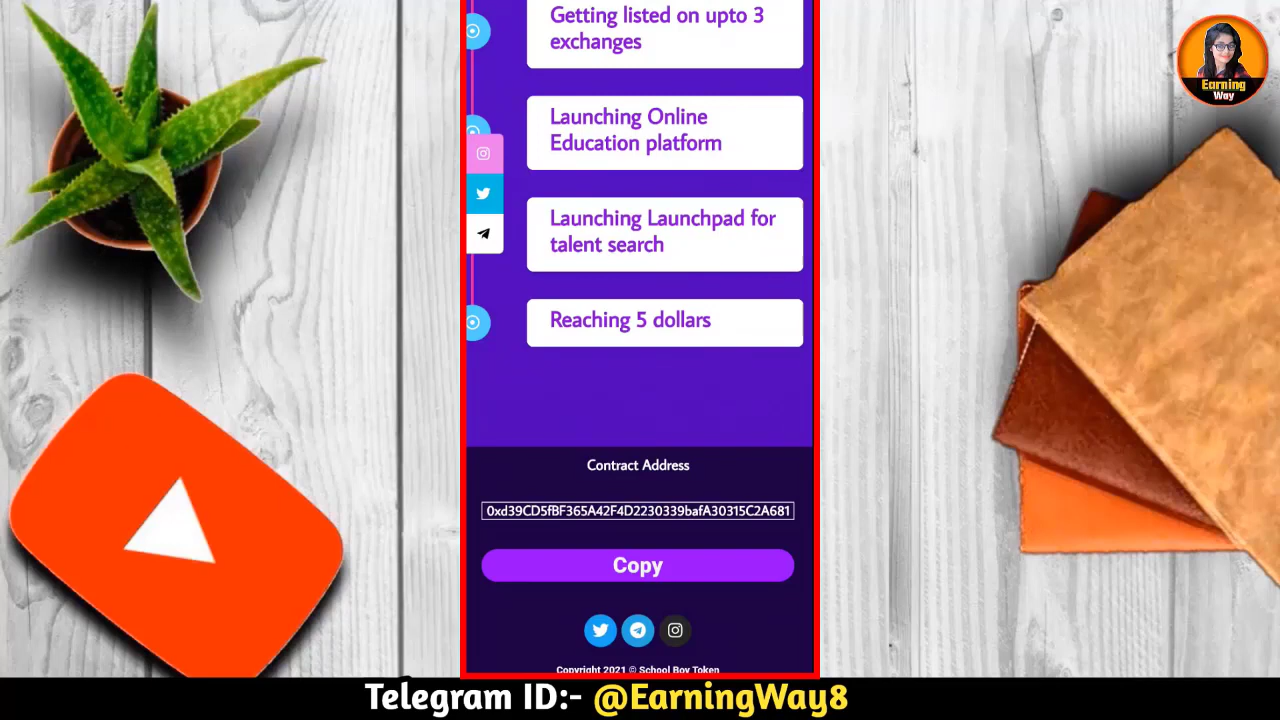 Getting listed on upto 3
exchanges
Launching Online
Education platform
Launching Launchpad for
talent search
Reaching 5 dollars
Contract Address
0xd39CD5fBF365A42F4D2230339bafA30315C2A681
Copy
Copyright 2021 © School Boy Token
Earning
Way
Telegram ID:- @EarningWay8